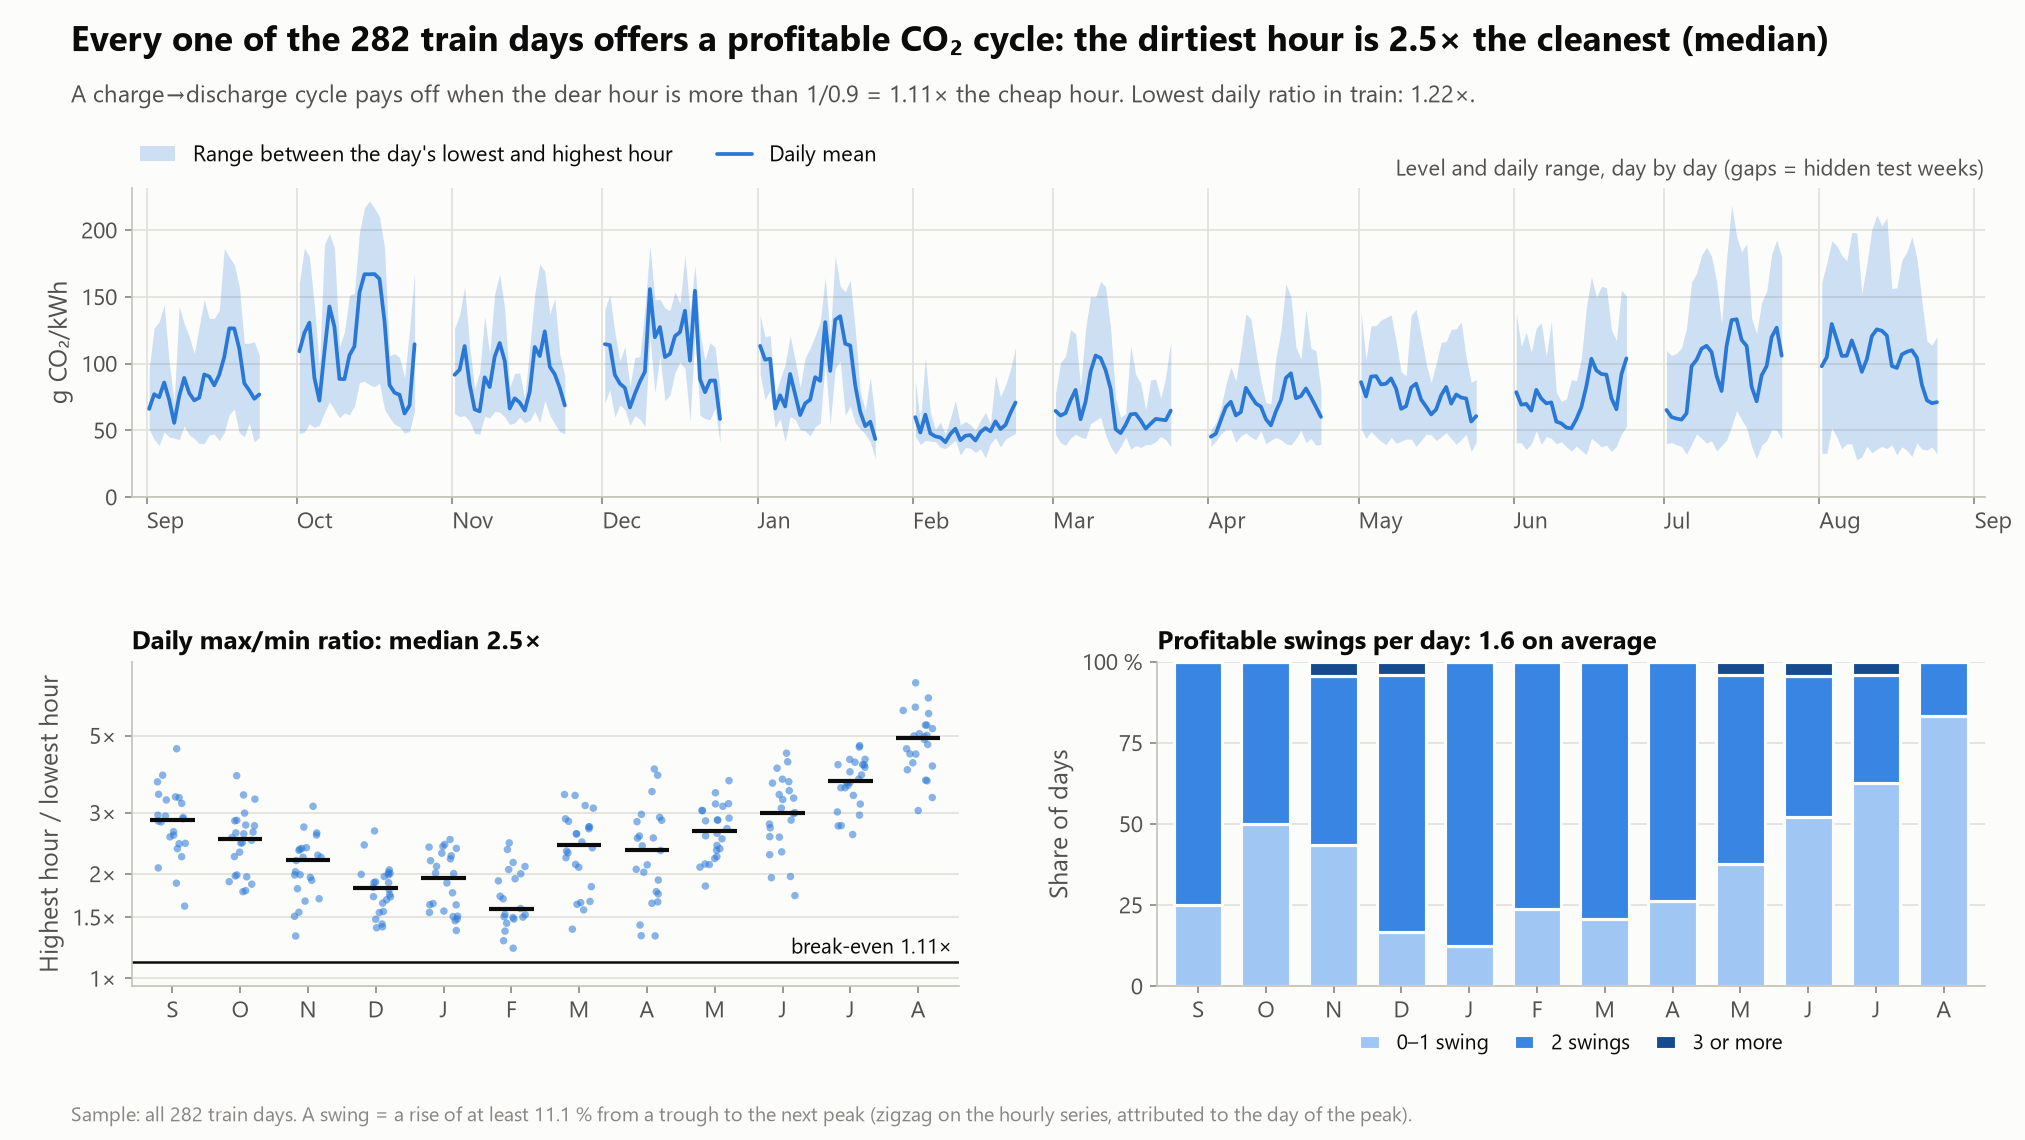 Every one of the 282 train days offers a profitable CO₂ cycle: the dirtiest hour is 2.5× the cleanest (median)
A charge→discharge cycle pays off when the dear hour is more than 1/0.9 = 1.11× the cheap hour. Lowest daily ratio in train: 1.22×.
Range between the day's lowest and highest hour
Daily mean
Level and daily range, day by day (gaps = hidden test weeks)
g CO₂/kWh
200
150
100
50
0
Sep Oct Nov Dec Jan Feb Mar Apr May Jun Jul Aug Sep
Daily max/min ratio: median 2.5×
Highest hour / lowest hour
5×
3×
2×
1.5×
1×
break-even 1.11×
S O N D J F M A M J J A
Profitable swings per day: 1.6 on average
Share of days
100 %
75
50
25
0
S O N D J F M A M J J A
0–1 swing 2 swings 3 or more
Sample: all 282 train days. A swing = a rise of at least 11.1 % from a trough to the next peak (zigzag on the hourly series, attributed to the day of the peak).